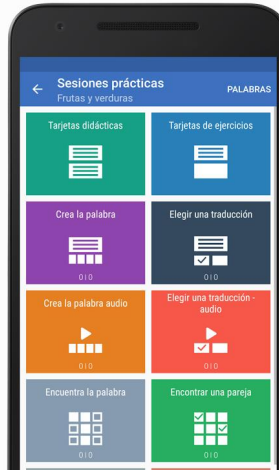 Sesiones prácticas
Frutas y verduras
PALABRAS
Tarjetas didácticas
Tarjetas de ejercicios
Crea la palabra
0|0
Elegir una traducción
0|0
Crea la palabra audio
0|0
Elegir una traducción -
audio
0|0
Encuentra la palabra
0|0
Encontrar una pareja
0|0